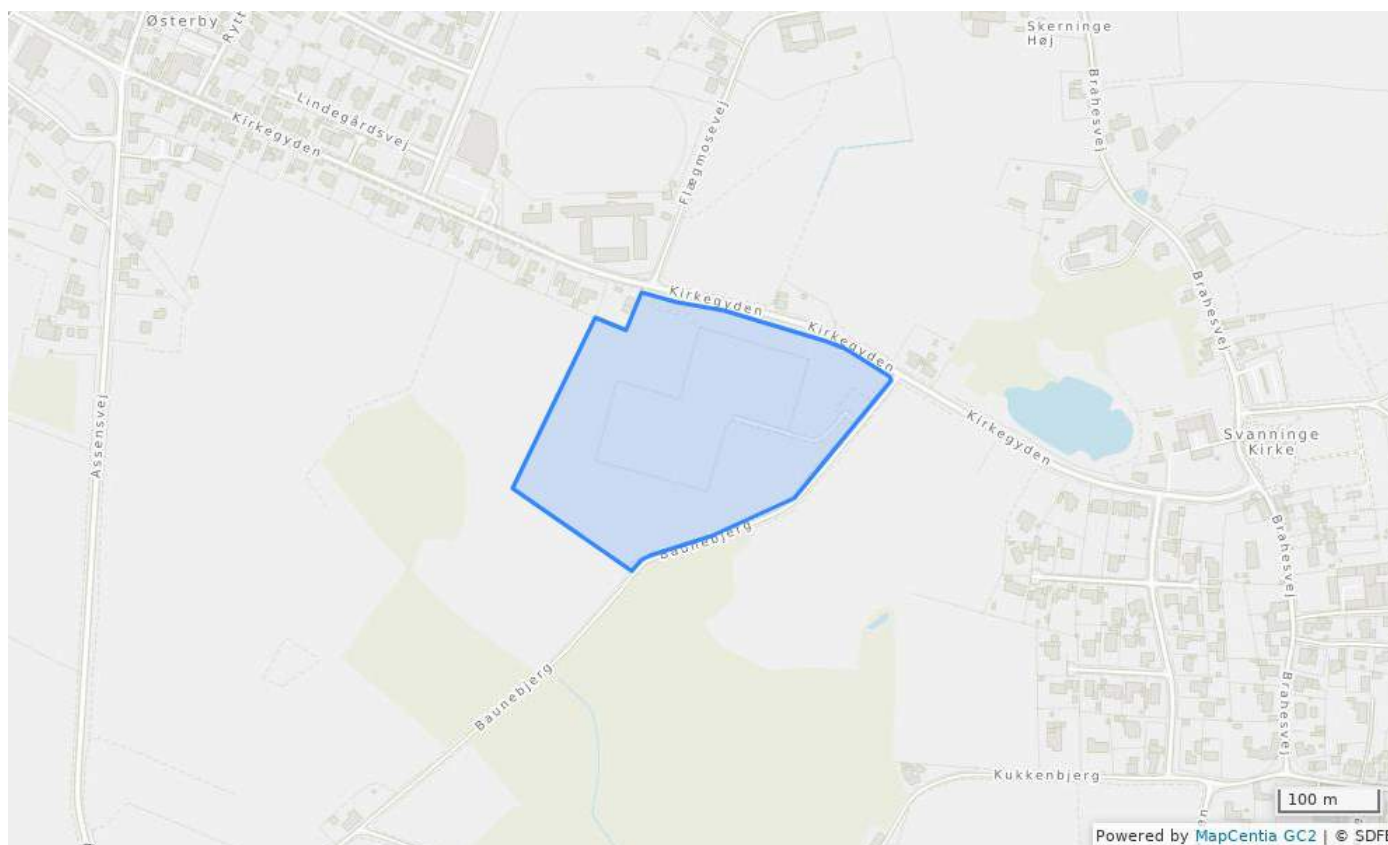 Østerby
Rytt
Skerninge
Høj
Brahesvej
Lindegårdsvej
Kirkegyden
Flægmosevej
Brahesvej
Kirkegyden
Kirkegyden
Assensvej
Kirkegyden
Svanninge
Kirke
Baunebjerg
Brahesvej
Baunebjerg
Brahesvej
Kukkenbjerg
100 m
Powered by MapCentia GC2 | © SDFE